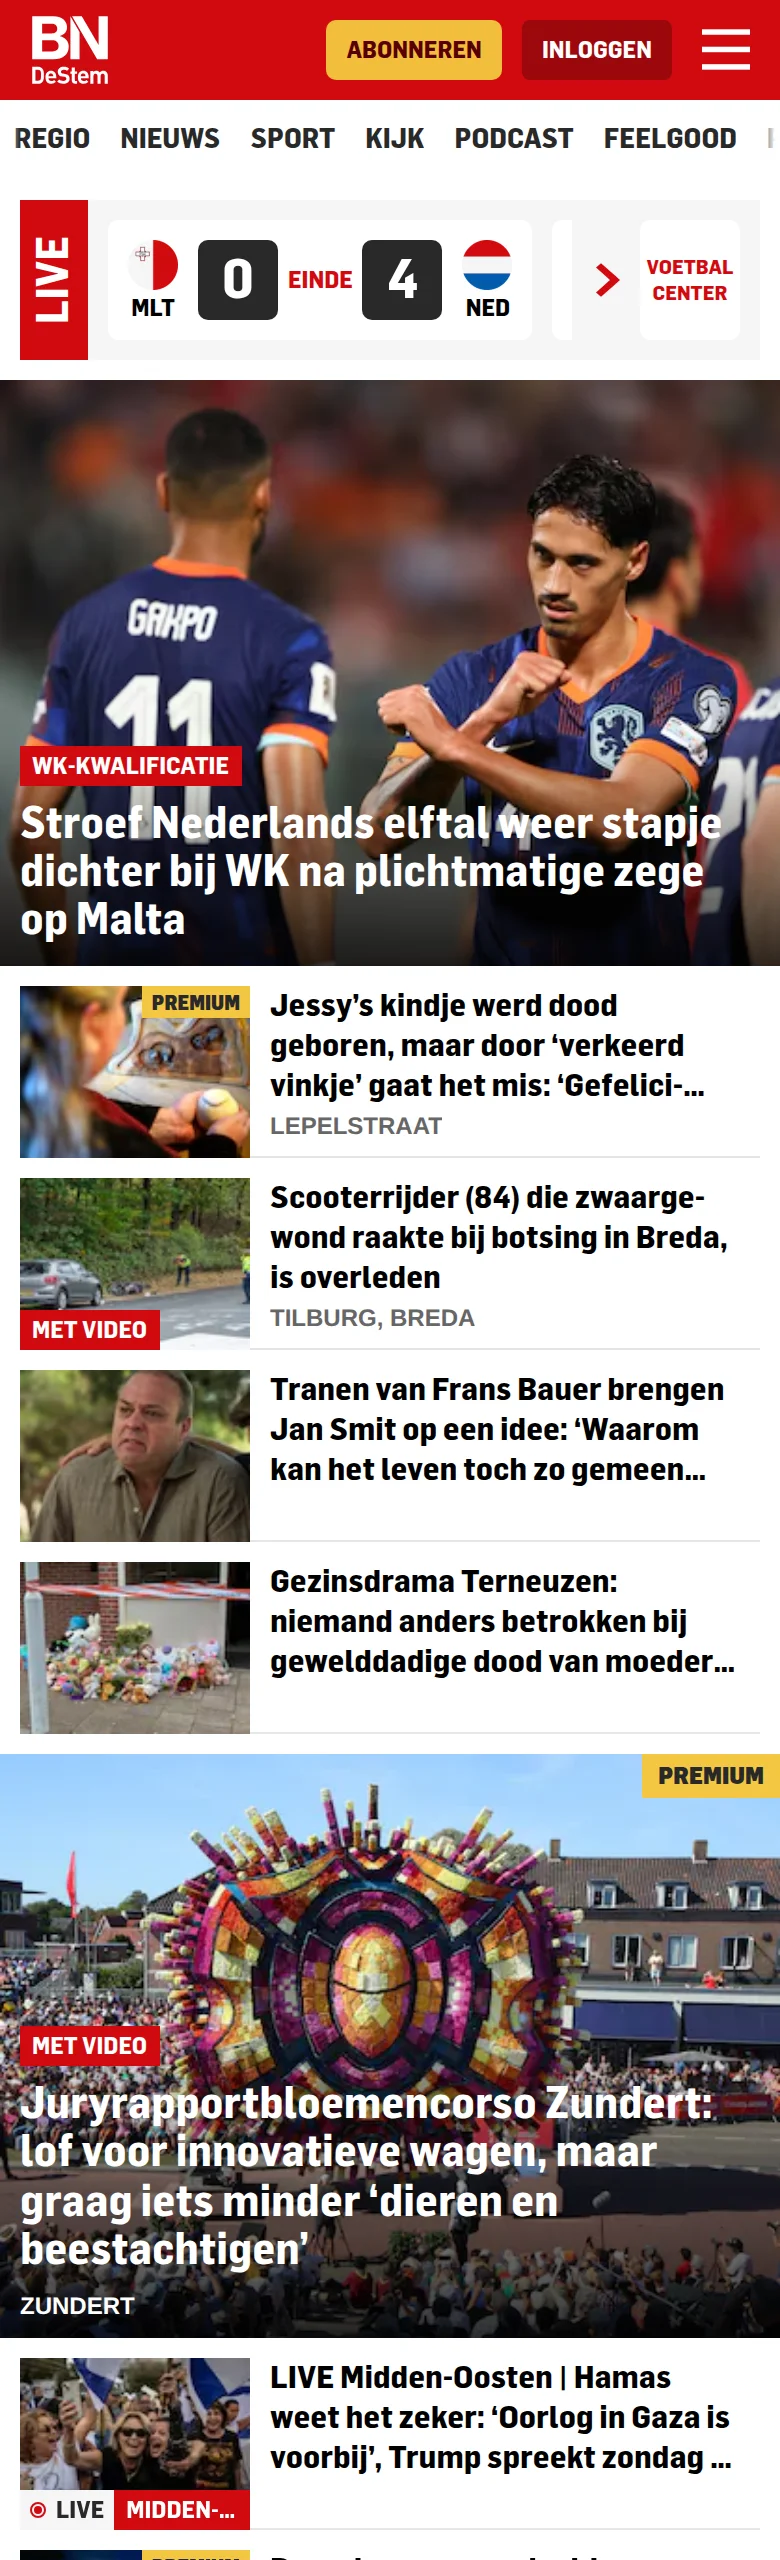 BN
DeStem
ABONNEREN
INLOGGEN
REGIO NIEUWS SPORT KIJK PODCAST FEELGOOD
LIVE
MLT
0
EINDE
4
NED
VOETBAL
CENTER
GAKPO
11
WK-KWALIFICATIE
Stroef Nederlands elftal weer stapje
dichter bij WK na plichtmatige zege
op Malta
PREMIUM
Jessy’s kindje werd dood
geboren, maar door ‘verkeerd
vinkje’ gaat het mis: ‘Gefelici-...
LEPELSTRAAT
Scooterrijder (84) die zwaarge-
wond raakte bij botsing in Breda,
is overleden
MET VIDEO
TILBURG, BREDA
Tranen van Frans Bauer brengen
Jan Smit op een idee: ‘Waarom
kan het leven toch zo gemeen...
Gezinsdrama Terneuzen:
niemand anders betrokken bij
gewelddadige dood van moeder...
PREMIUM
MET VIDEO
Juryrapportbloemencorso Zundert:
lof voor innovatieve wagen, maar
graag iets minder ‘dieren en
beestachtigen’
ZUNDERT
LIVE Midden-Oosten | Hamas
weet het zeker: ‘Oorlog in Gaza is
voorbij’, Trump spreekt zondag ...
LIVE
MIDDEN-...